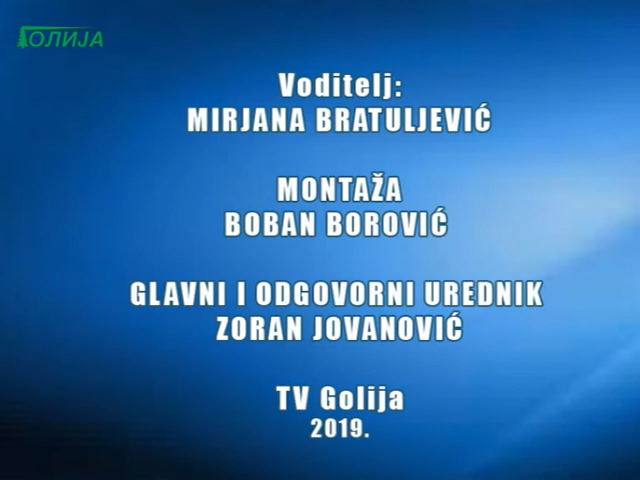 ГОЛИЈА
Voditelj:
MIRJANA BRATULJEVIĆ
MONTAŽA
BOBAN BOROVIĆ
GLAVNI I ODGOVORNI UREDNIK
ZORAN JOVANOVIĆ
TV Golija
2019.